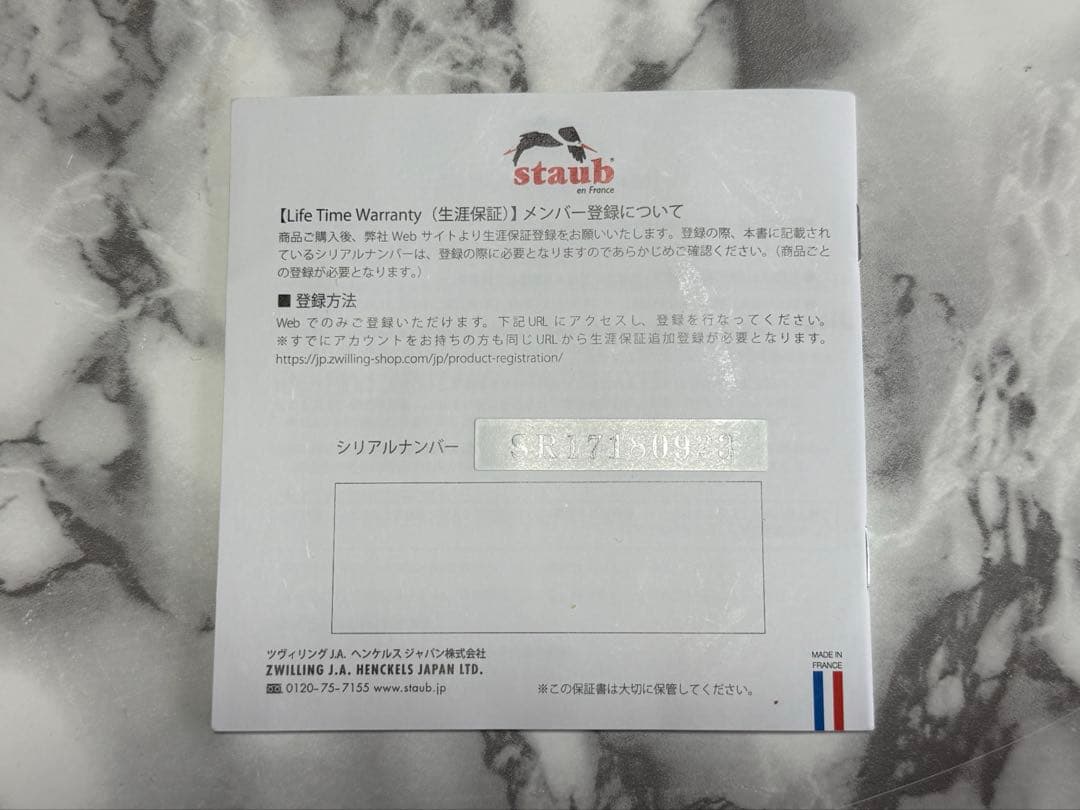 staub
en France
【Life Time Warranty（生涯保証）】メンバー登録について
商品ご購入後、弊社 Web サイトより生涯保証登録をお願いいたします。登録の際、本書に記載され
ているシリアルナンバーは、登録の際に必要となりますのであらかじめご確認ください。（商品ごと
の登録が必要となります。）
■ 登録方法
Web でのみご登録いただけます。下記 URL にアクセスし、登録を行なってください。
※すでにアカウントをお持ちの方も同じ URL から生涯保証追加登録が必要となります。
https://jp.zwilling-shop.com/jp/product-registration/
シリアルナンバー SR17180923
ツヴィリング J.A. ヘンケルス ジャパン株式会社
ZWILLING J.A. HENCKELS JAPAN LTD.
0120-75-7155 www.staub.jp
※この保証書は大切に保管してください。
MADE IN
FRANCE